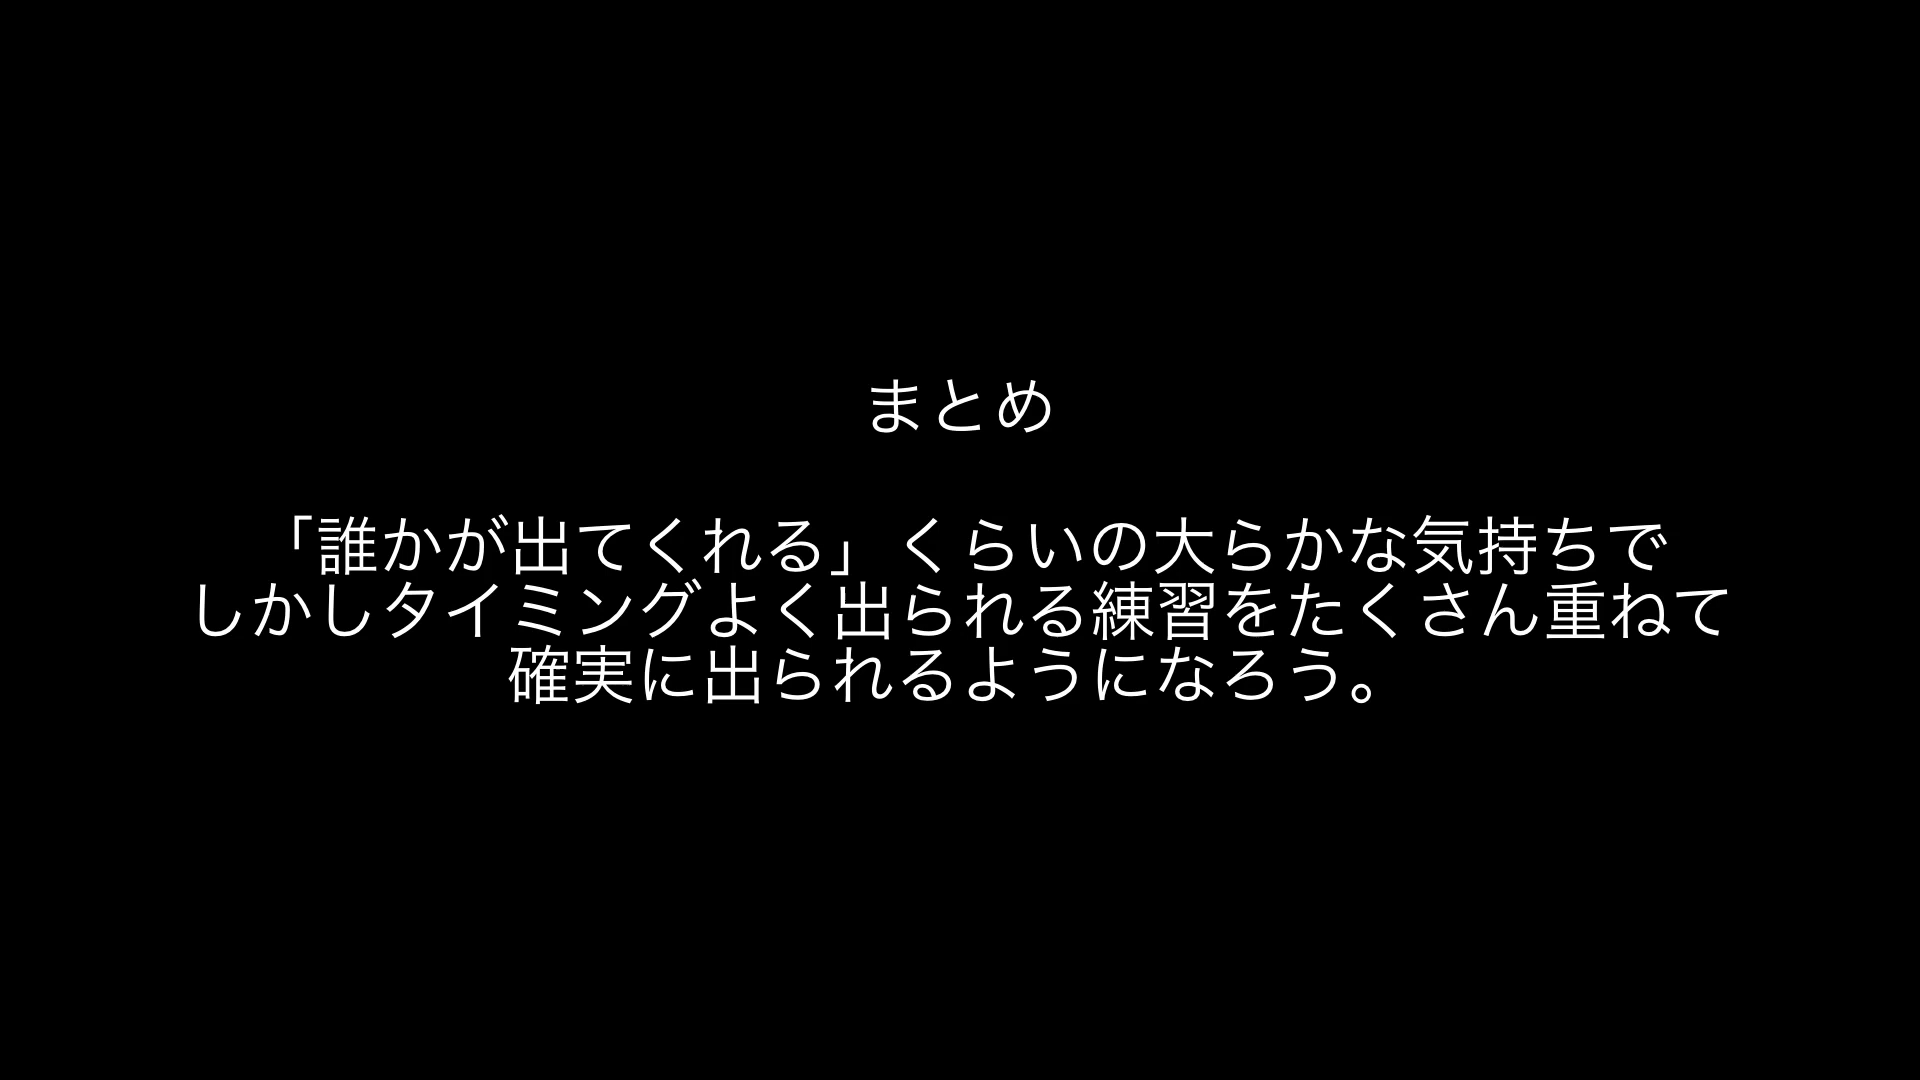 まとめ
「誰かが出てくれる」くらいの大らかな気持ちで
しかしタイミングよく出られる練習をたくさん重ねて
確実に出られるようになろう。